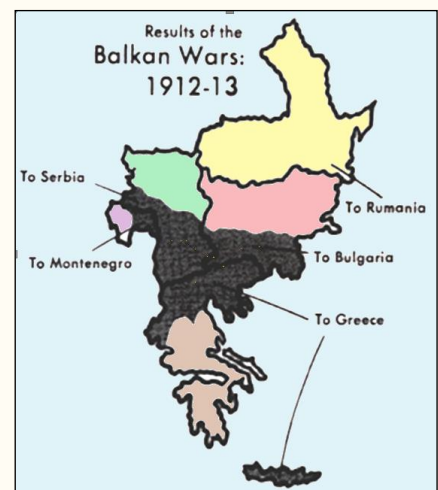 Results of the
Balkan Wars:
1912-13
To Serbia
To Rumania
To Montenegro
To Bulgaria
To Greece